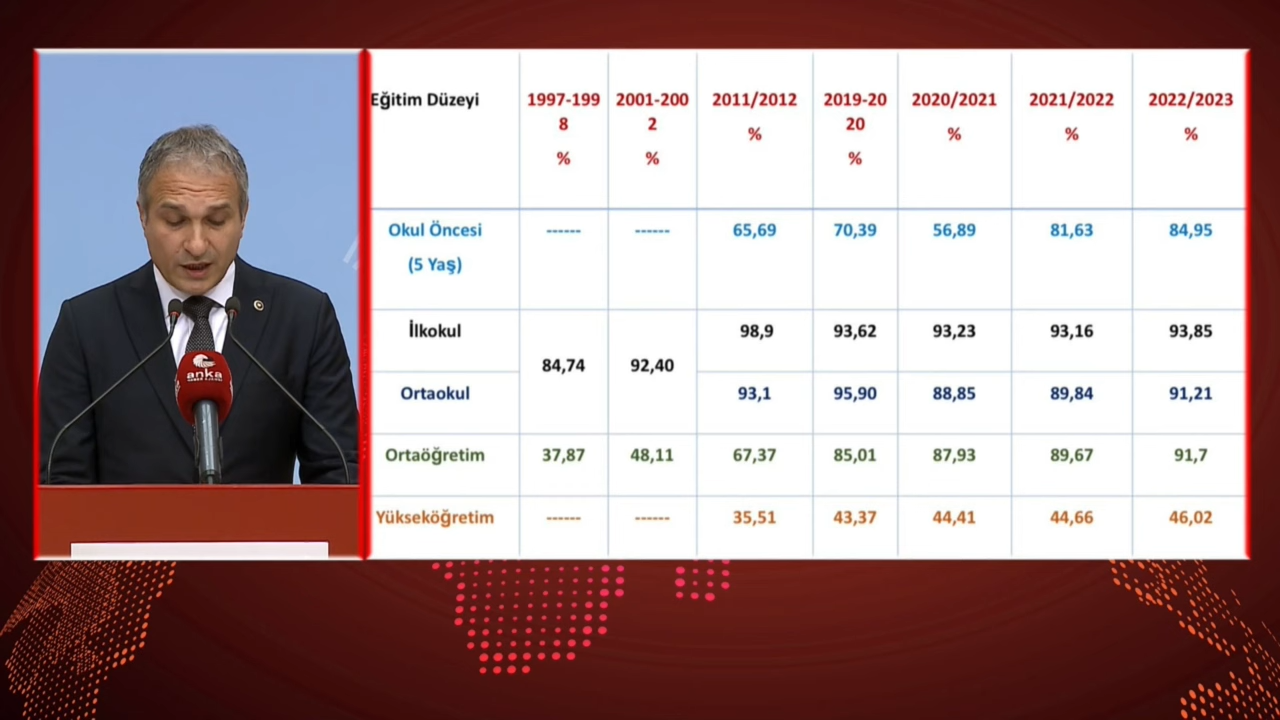 Eğitim Düzeyi 1997-199 2001-200 2011/2012 2019-20 2020/2021 2021/2022 2022/2023
8 2 % 20 % % %
% % %
Okul Öncesi ------ ------ 65,69 70,39 56,89 81,63 84,95
(5 Yaş)
İlkokul 98,9 93,62 93,23 93,16 93,85
84,74 92,40
Ortaokul 93,1 95,90 88,85 89,84 91,21
Ortaöğretim 37,87 48,11 67,37 85,01 87,93 89,67 91,7
Yükseköğretim ------ ------ 35,51 43,37 44,41 44,66 46,02
anka